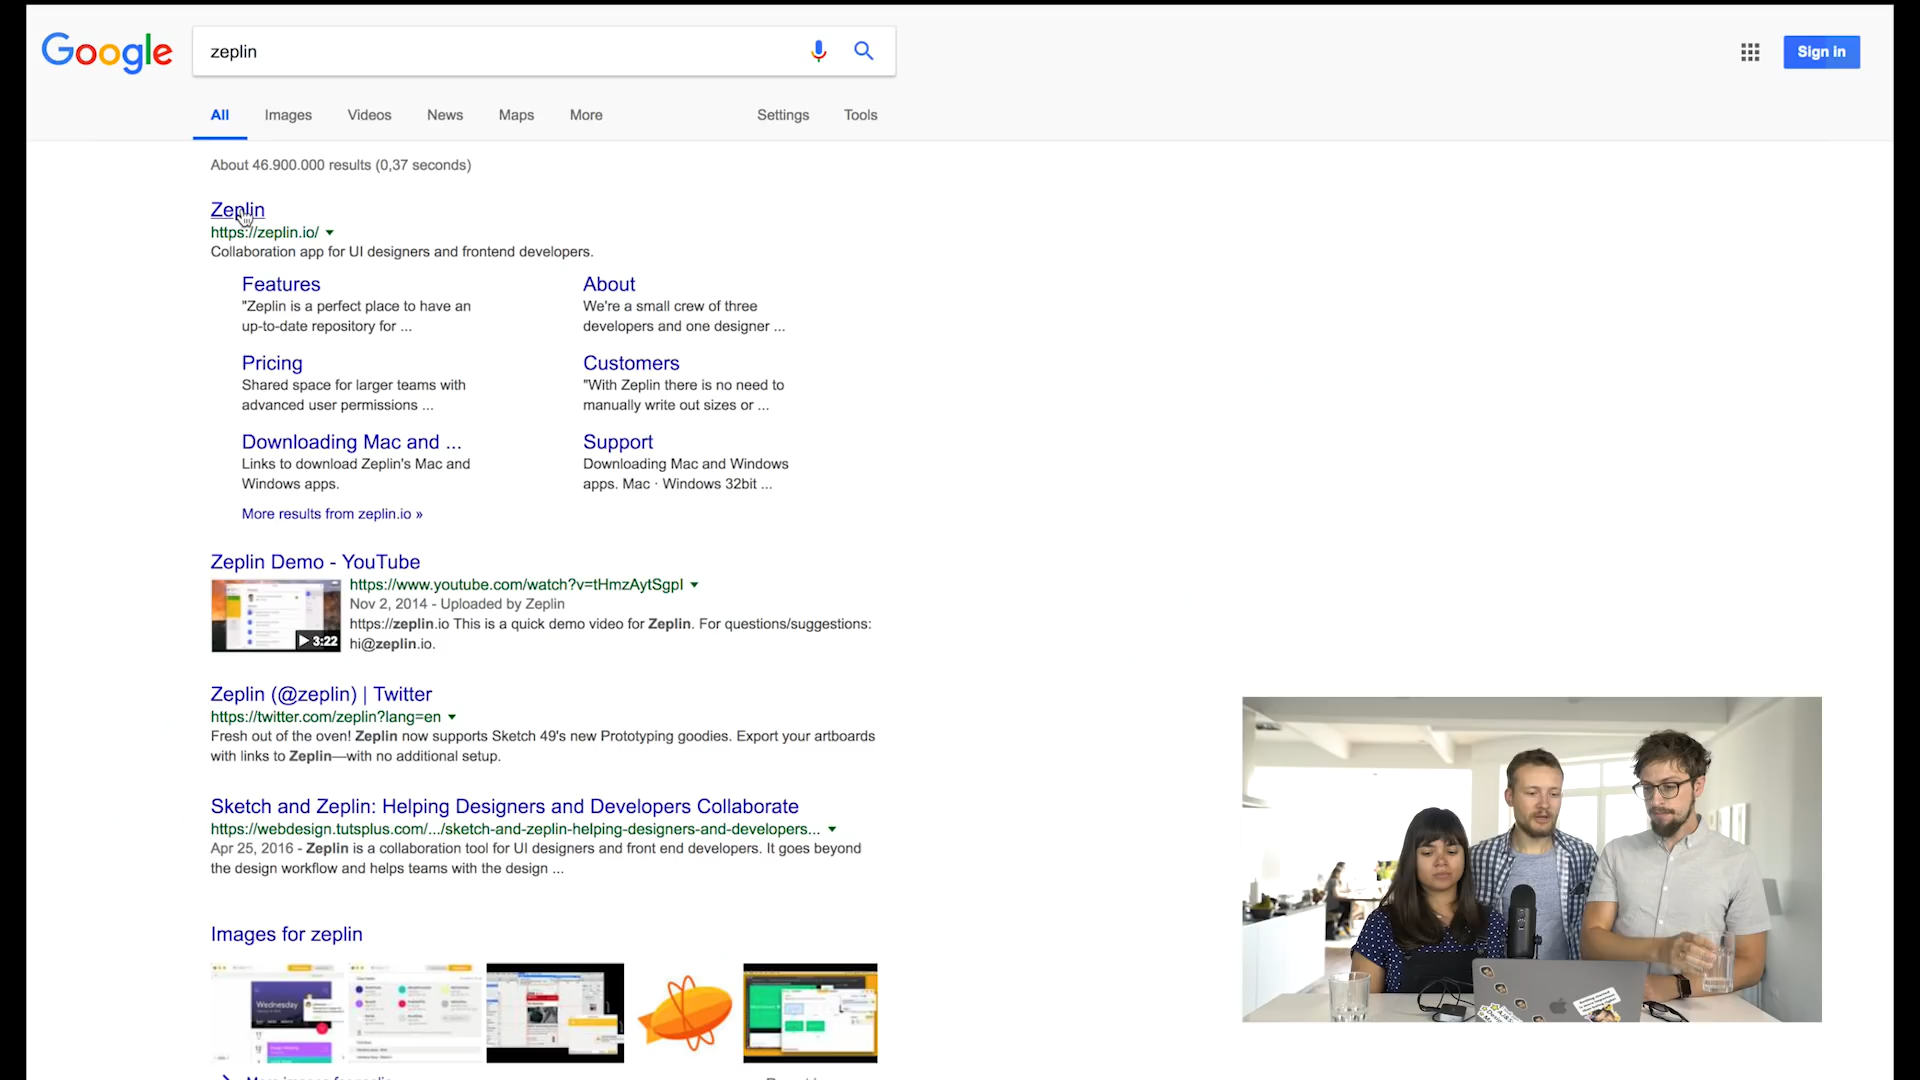 Google
zeplin
Sign in
All Images Videos News Maps More Settings Tools
About 46.900.000 results (0,37 seconds)
Zeplin
https://zeplin.io/
Collaboration app for UI designers and frontend developers.
Features
"Zeplin is a perfect place to have an
up-to-date repository for ...
About
We're a small crew of three
developers and one designer ...
Pricing
Shared space for larger teams with
advanced user permissions ...
Customers
"With Zeplin there is no need to
manually write out sizes or ...
Downloading Mac and ...
Links to download Zeplin's Mac and
Windows apps.
Support
Downloading Mac and Windows
apps. Mac · Windows 32bit ...
More results from zeplin.io »
Zeplin Demo - YouTube
https://www.youtube.com/watch?v=tHmzAytSgpI
Nov 2, 2014 - Uploaded by Zeplin
https://zeplin.io This is a quick demo video for Zeplin. For questions/suggestions:
hi@zeplin.io.
3:22
Zeplin (@zeplin) | Twitter
https://twitter.com/zeplin?lang=en
Fresh out of the oven! Zeplin now supports Sketch 49's new Prototyping goodies. Export your artboards
with links to Zeplin—with no additional setup.
Sketch and Zeplin: Helping Designers and Developers Collaborate
https://webdesign.tutsplus.com/.../sketch-and-zeplin-helping-designers-and-developers...
Apr 25, 2016 - Zeplin is a collaboration tool for UI designers and front end developers. It goes beyond
the design workflow and helps teams with the design ...
Images for zeplin
Wednesday